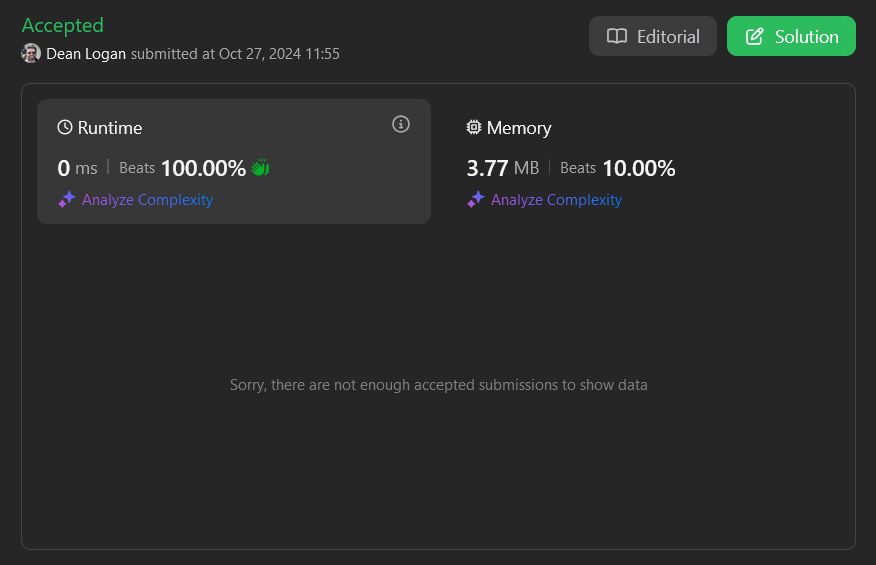 Accepted
Dean Logan submitted at Oct 27, 2024 11:55
Editorial
Solution
Runtime
0 ms | Beats 100.00%
Analyze Complexity
Memory
3.77 MB | Beats 10.00%
Analyze Complexity
Sorry, there are not enough accepted submissions to show data